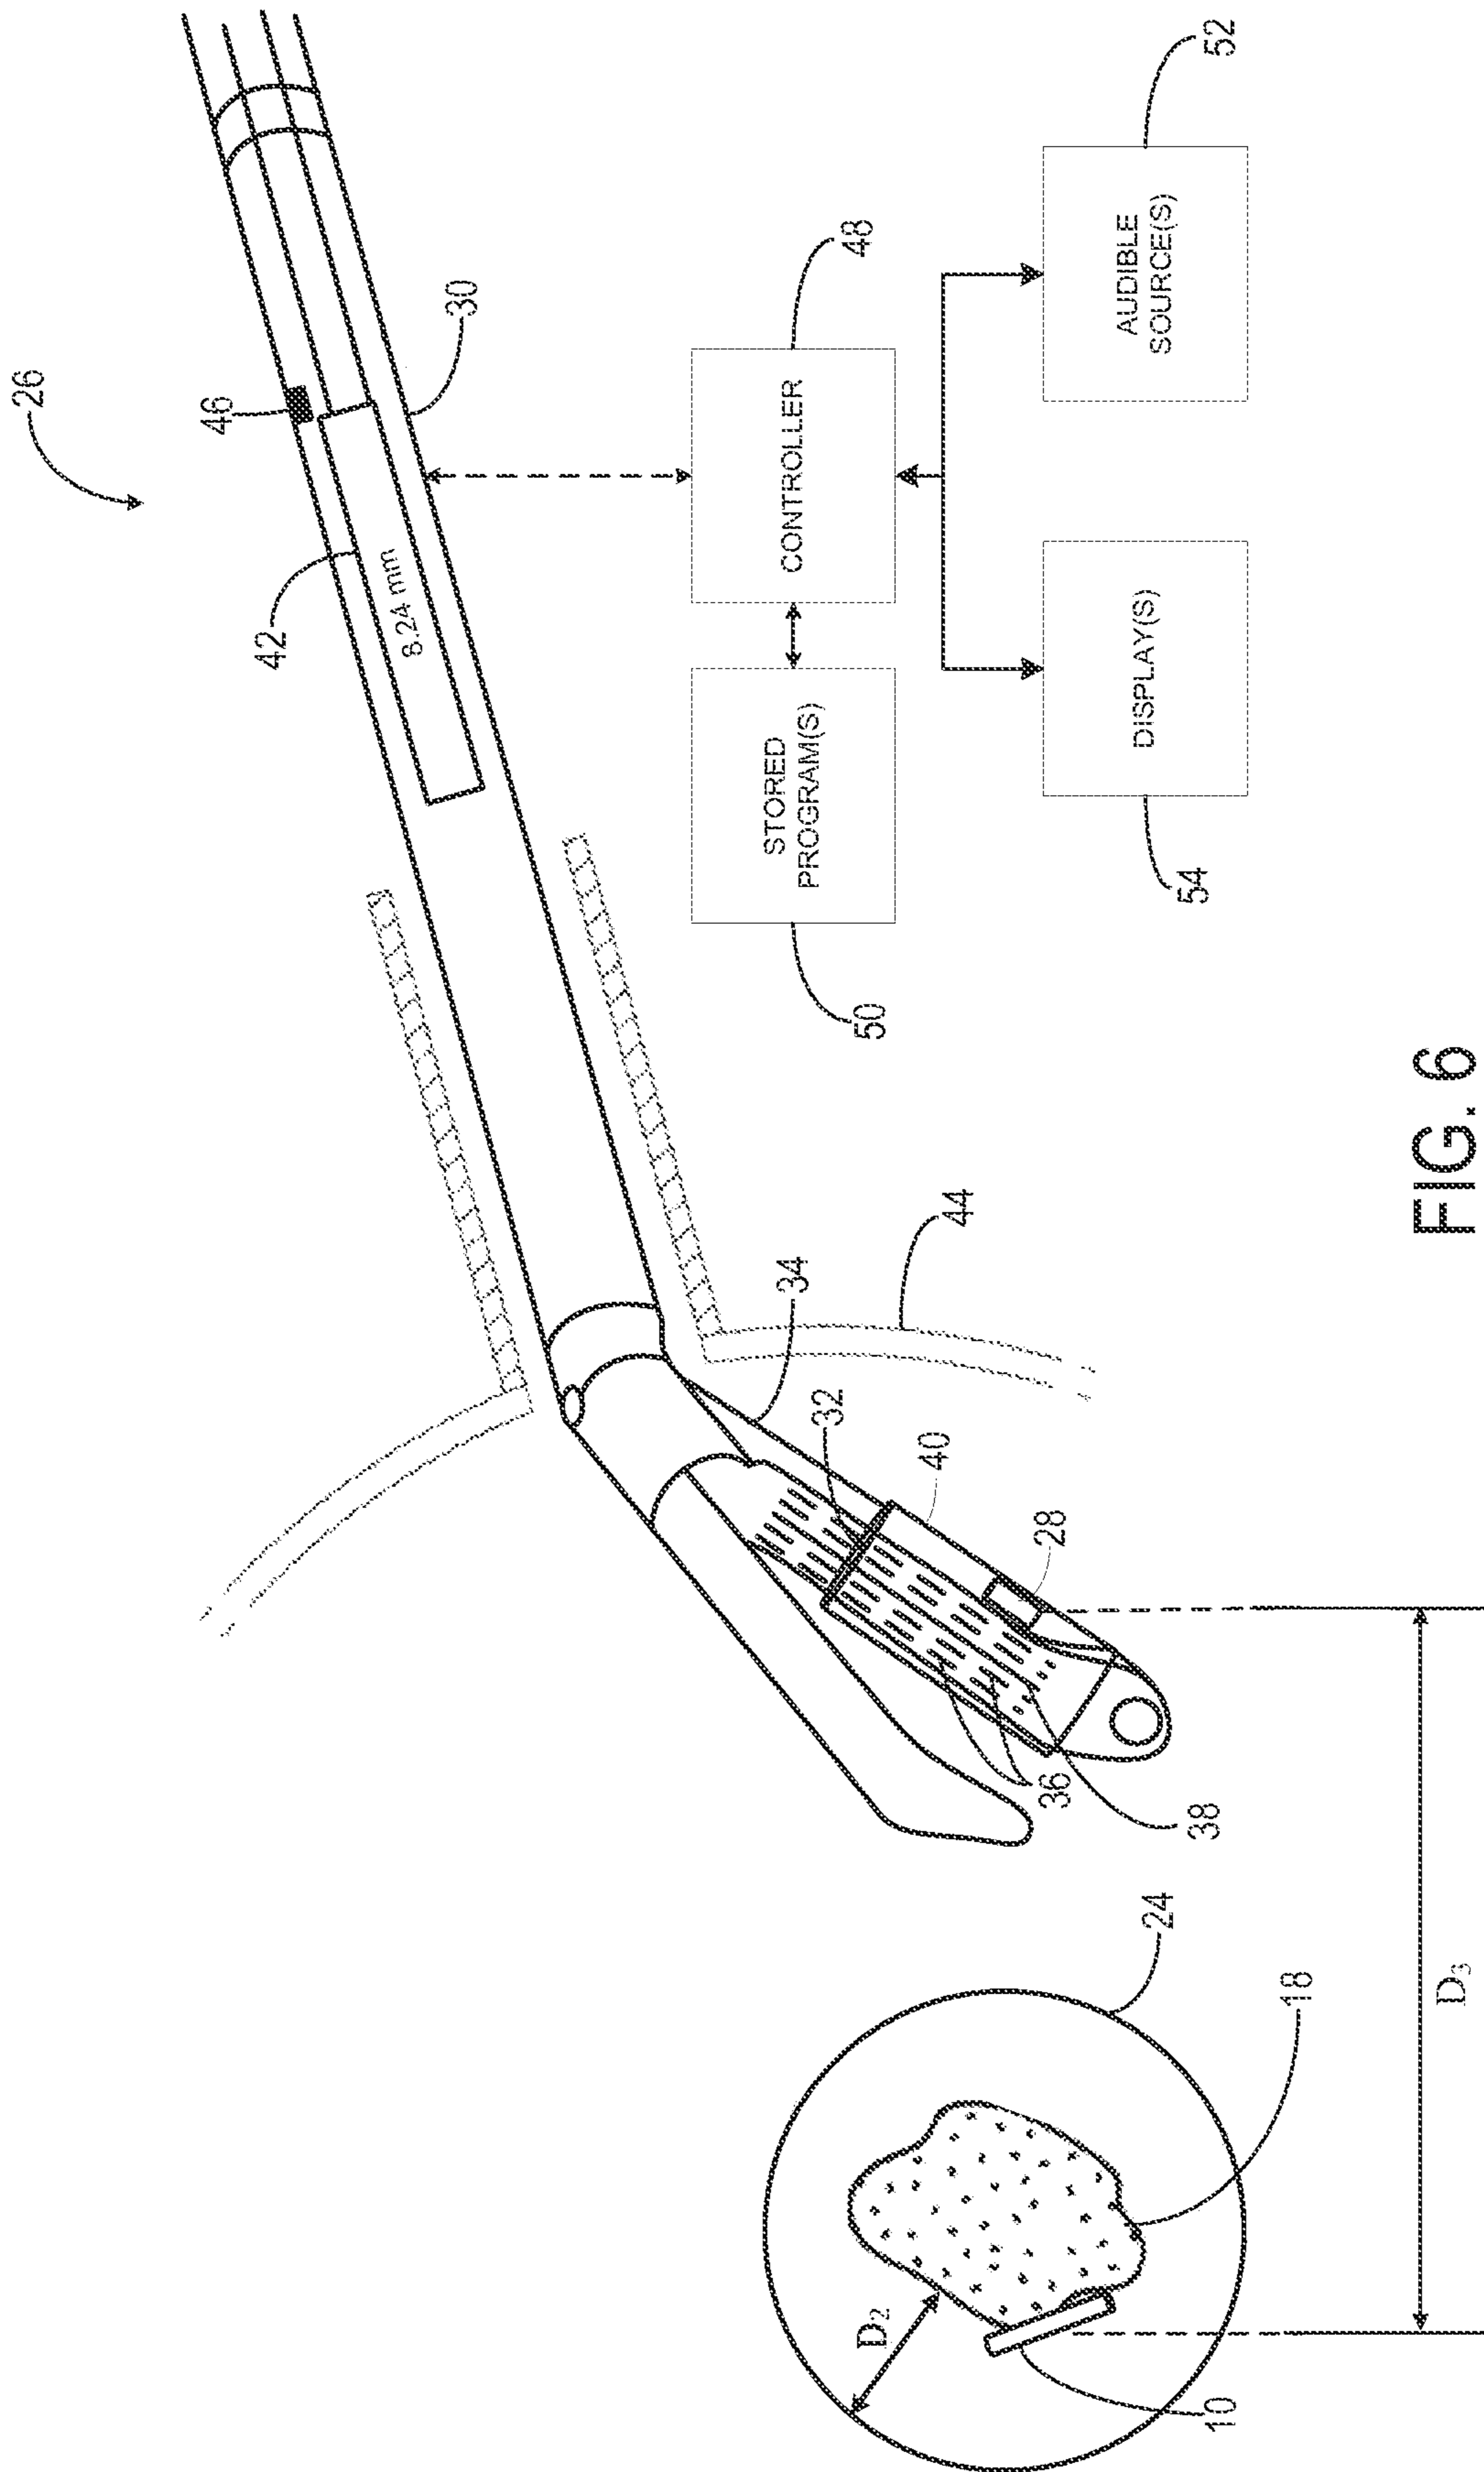 26
46
42
8.24 mm
30
STORED
PROGRAM(S)
CONTROLLER
34
32
50
48
D₂
40
44
36
28
DISPLAY(S)
AUDIBLE
SOURCE(S)
24
38
54
52
10
18
D₃
FIG. 6